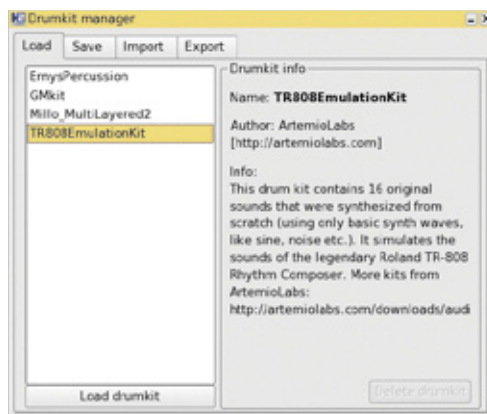 Drumkit manager
Load Save Import Export
ErnysPercussion
GMkit
Millo_MultiLayered2
TR808EmulationKit
Load drumkit
Drumkit info
Name: TR808EmulationKit
Author: ArtemioLabs
[http://artemiolabs.com]
Info:
This drum kit contains 16 original
sounds that were synthesized from
scratch (using only basic synth waves,
like sine, noise etc.). It simulates the
sounds of the legendary Roland TR-808
Rhythm Composer. More kits from
ArtemioLabs:
http://artemiolabs.com/downloads/audi
Delete drumkit